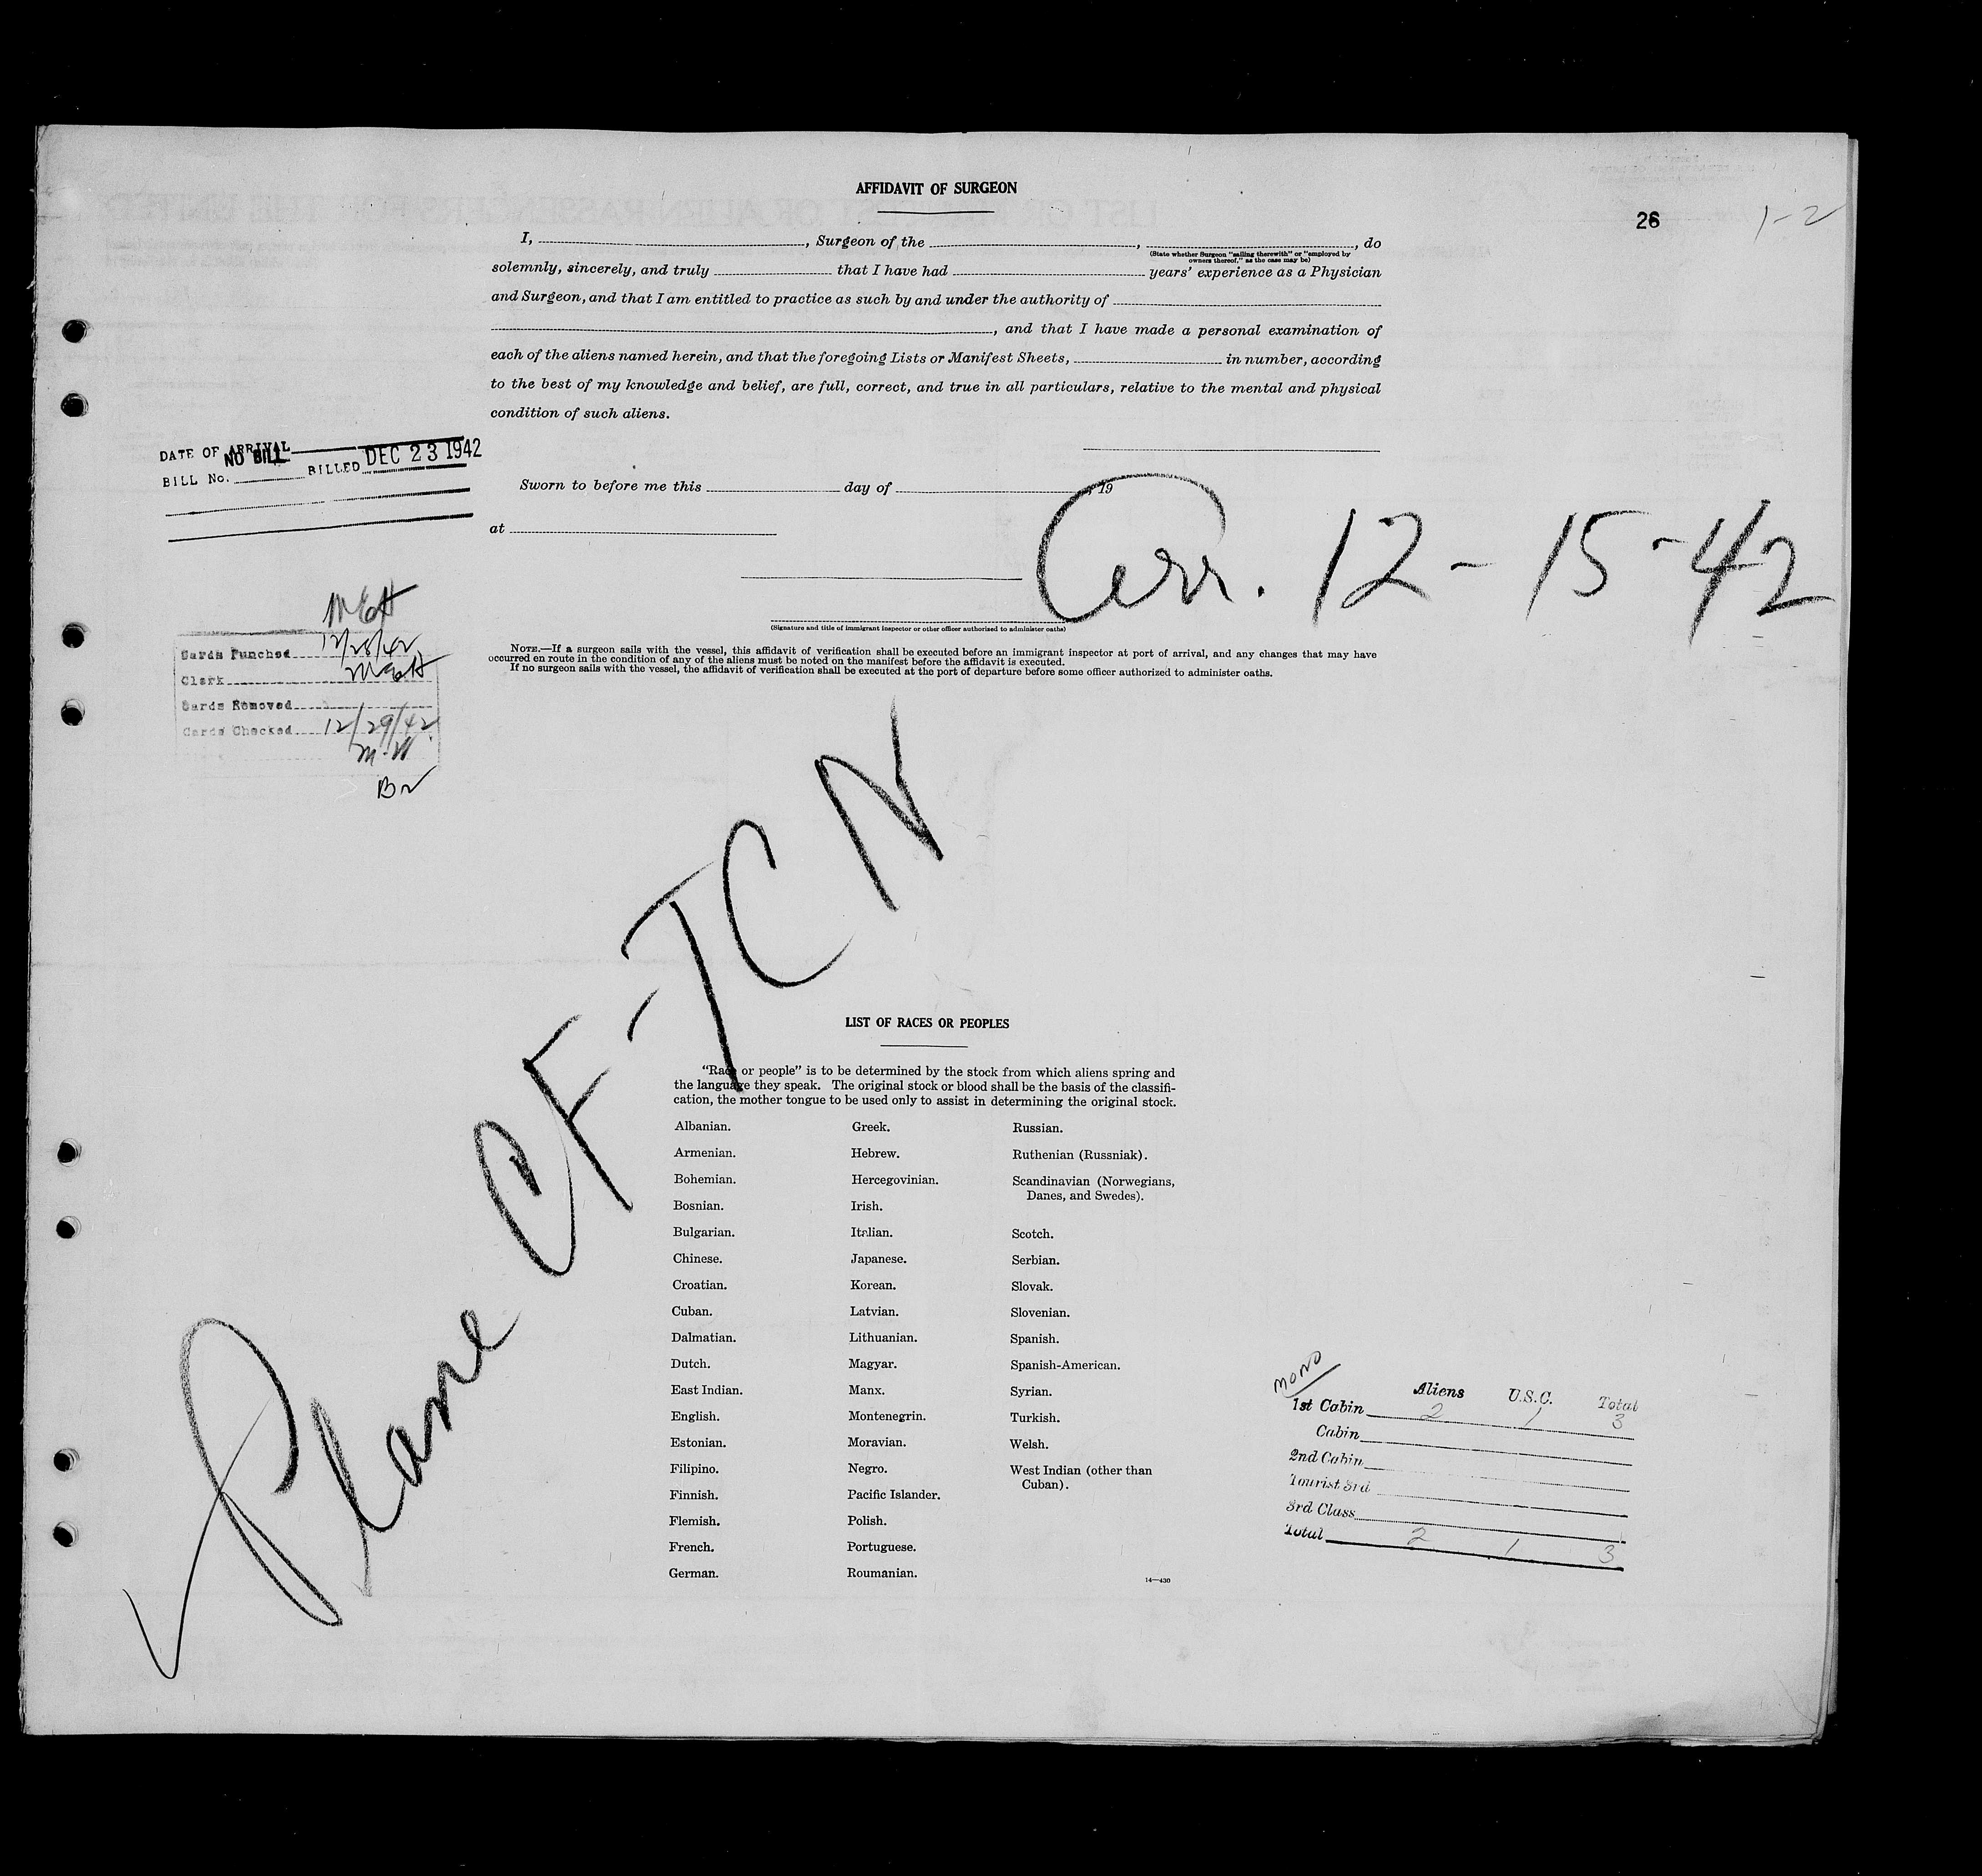 AFFIDAVIT OF SURGEON
26
1-2
I, , Surgeon of the , , do
(State whether Surgeon "sailing therewith" or "employed by
owners thereof," as the case may be)
solemnly, sincerely, and truly that I have had years' experience as a Physician
and Surgeon, and that I am entitled to practice as such by and under the authority of
, and that I have made a personal examination of
each of the aliens named herein, and that the foregoing Lists or Manifest Sheets, in number, according
to the best of my knowledge and belief, are full, correct, and true in all particulars, relative to the mental and physical
condition of such aliens.
DATE OF ARRIVAL
BILL No. NO BILL BILLED DEC 23 1942
Sworn to before me this day of , 19
at
Arr. 12-15-42
(Signature and title of immigrant inspector or other officer authorized to administer oaths)
NOTE.—If a surgeon sails with the vessel, this affidavit of verification shall be executed before an immigrant inspector at port of arrival, and any changes that may have
occurred en route in the condition of any of the aliens must be noted on the manifest before the affidavit is executed.
If no surgeon sails with the vessel, the affidavit of verification shall be executed at the port of departure before some officer authorized to administer oaths.
Cards Punched 12/28/42
Clerk
Cards Removed
Cards Checked 12/29/42
Plane CF-TCN
LIST OF RACES OR PEOPLES
"Race or people" is to be determined by the stock from which aliens spring and
the language they speak. The original stock or blood shall be the basis of the classifi-
cation, the mother tongue to be used only to assist in determining the original stock.
Albanian.
Armenian.
Bohemian.
Bosnian.
Bulgarian.
Chinese.
Croatian.
Cuban.
Dalmatian.
Dutch.
East Indian.
English.
Estonian.
Filipino.
Finnish.
Flemish.
French.
German.
Greek.
Hebrew.
Hercegovinian.
Irish.
Italian.
Japanese.
Korean.
Latvian.
Lithuanian.
Magyar.
Manx.
Montenegrin.
Moravian.
Negro.
Pacific Islander.
Polish.
Portuguese.
Roumanian.
Russian.
Ruthenian (Russniak).
Scandinavian (Norwegians,
Danes, and Swedes).
Scotch.
Serbian.
Slovak.
Slovenian.
Spanish.
Spanish-American.
Syrian.
Turkish.
Welsh.
West Indian (other than
Cuban).
14—430
MONO
Aliens U.S.C. Total
1st Cabin 2 1 3
Cabin
2nd Cabin
Tourist 3rd
3rd Class
Total 2 1 3